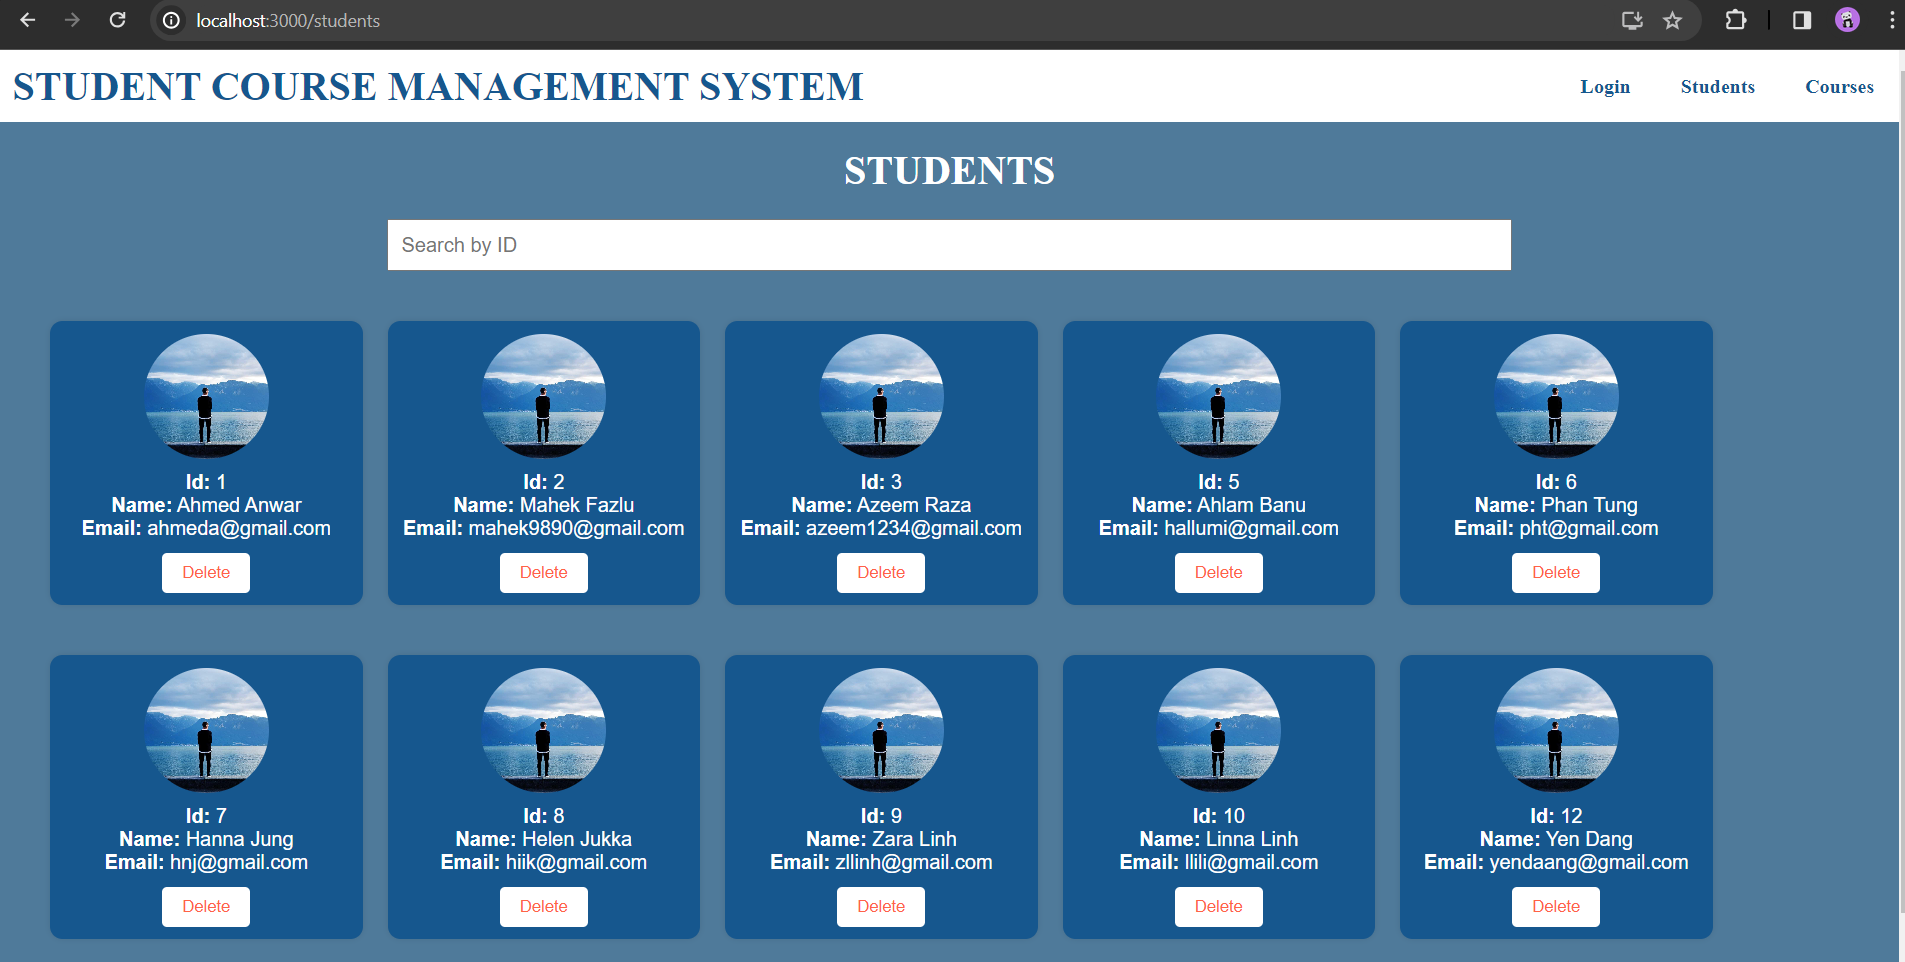 localhost:3000/students
STUDENT COURSE MANAGEMENT SYSTEM
Login Students Courses
STUDENTS
Search by ID
Id: 1
Name: Ahmed Anwar
Email: ahmeda@gmail.com
Delete
Id: 2
Name: Mahek Fazlu
Email: mahek9890@gmail.com
Delete
Id: 3
Name: Azeem Raza
Email: azeem1234@gmail.com
Delete
Id: 5
Name: Ahlam Banu
Email: hallumi@gmail.com
Delete
Id: 6
Name: Phan Tung
Email: pht@gmail.com
Delete
Id: 7
Name: Hanna Jung
Email: hnj@gmail.com
Delete
Id: 8
Name: Helen Jukka
Email: hiik@gmail.com
Delete
Id: 9
Name: Zara Linh
Email: zllinh@gmail.com
Delete
Id: 10
Name: Linna Linh
Email: llili@gmail.com
Delete
Id: 12
Name: Yen Dang
Email: yendaang@gmail.com
Delete